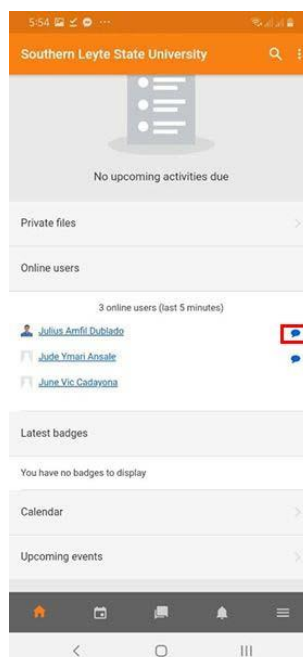 5:54
Southern Leyte State University
No upcoming activities due
Private files
Online users
3 online users (last 5 minutes)
Julius Amfil Dublado
Jude Ymari Ansale
June Vic Cadayona
Latest badges
You have no badges to display
Calendar
Upcoming events